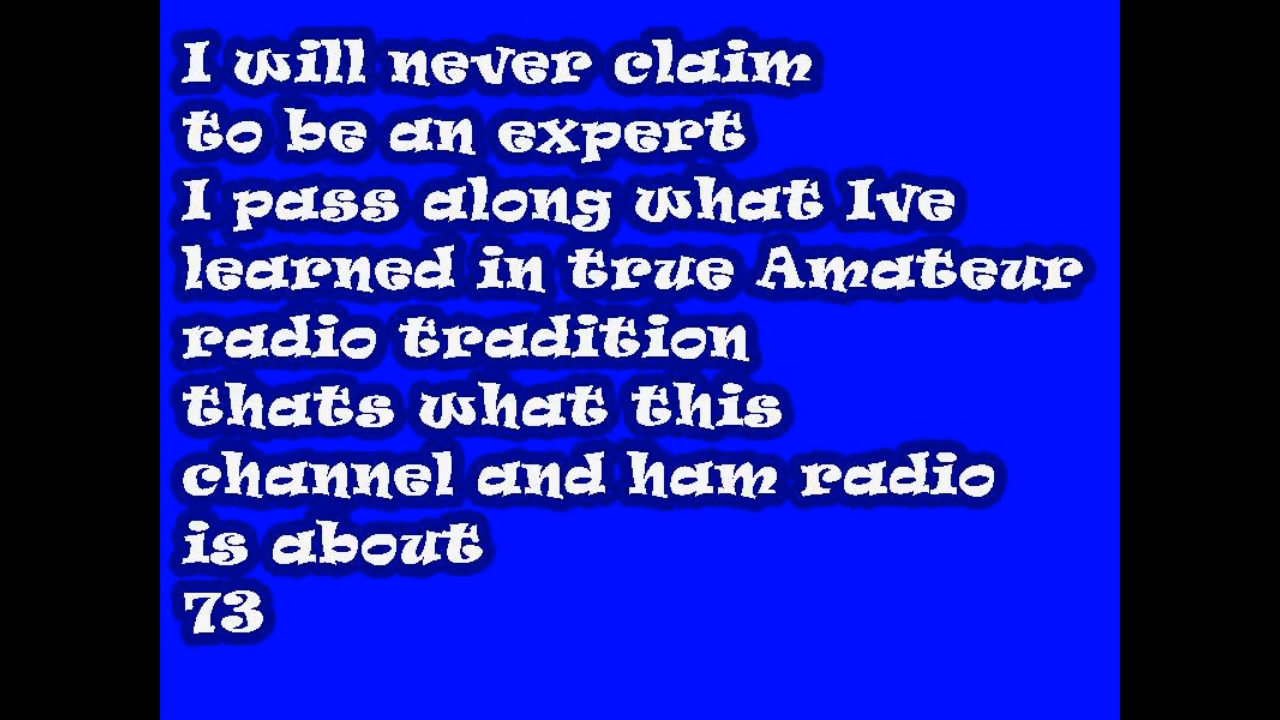 I will never claim
to be an expert
I pass along what Ive
learned in true Amateur
radio tradition
thats what this
channel and ham radio
is about
73